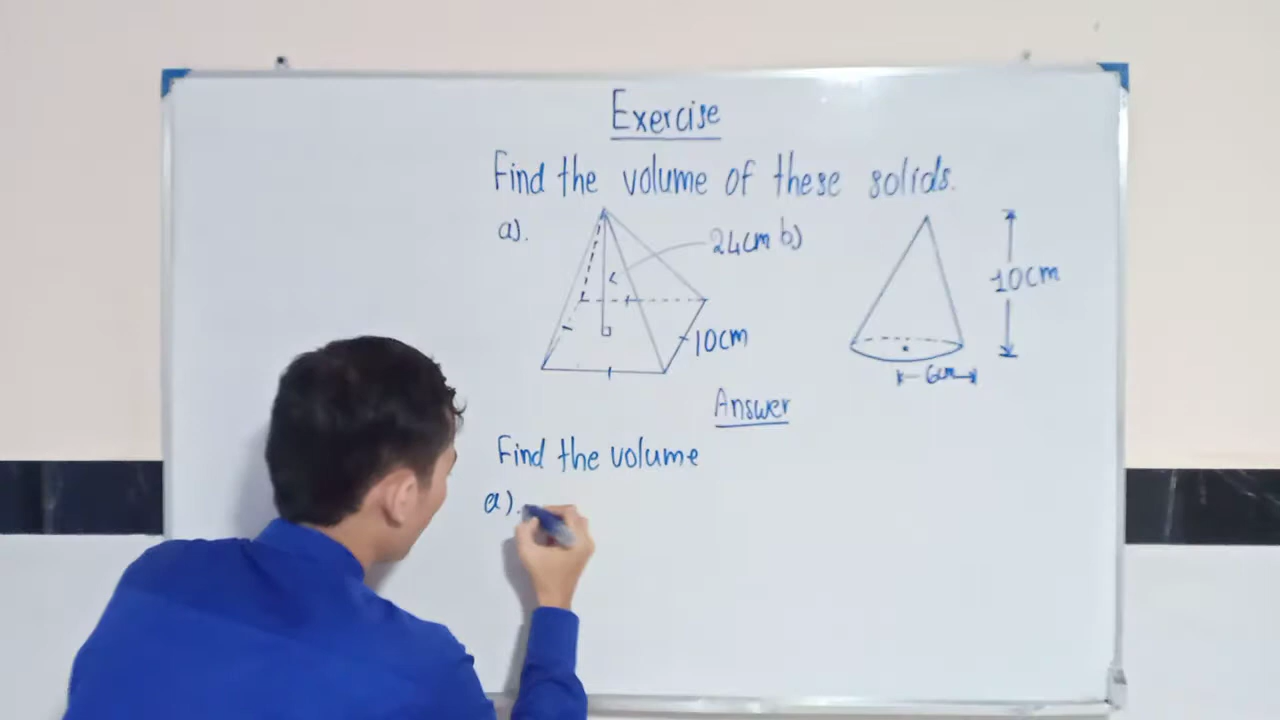 Exercise
Find the volume of these solids.
a).
24cm
10cm
b)
10cm
6cm
Answer
Find the volume
a).